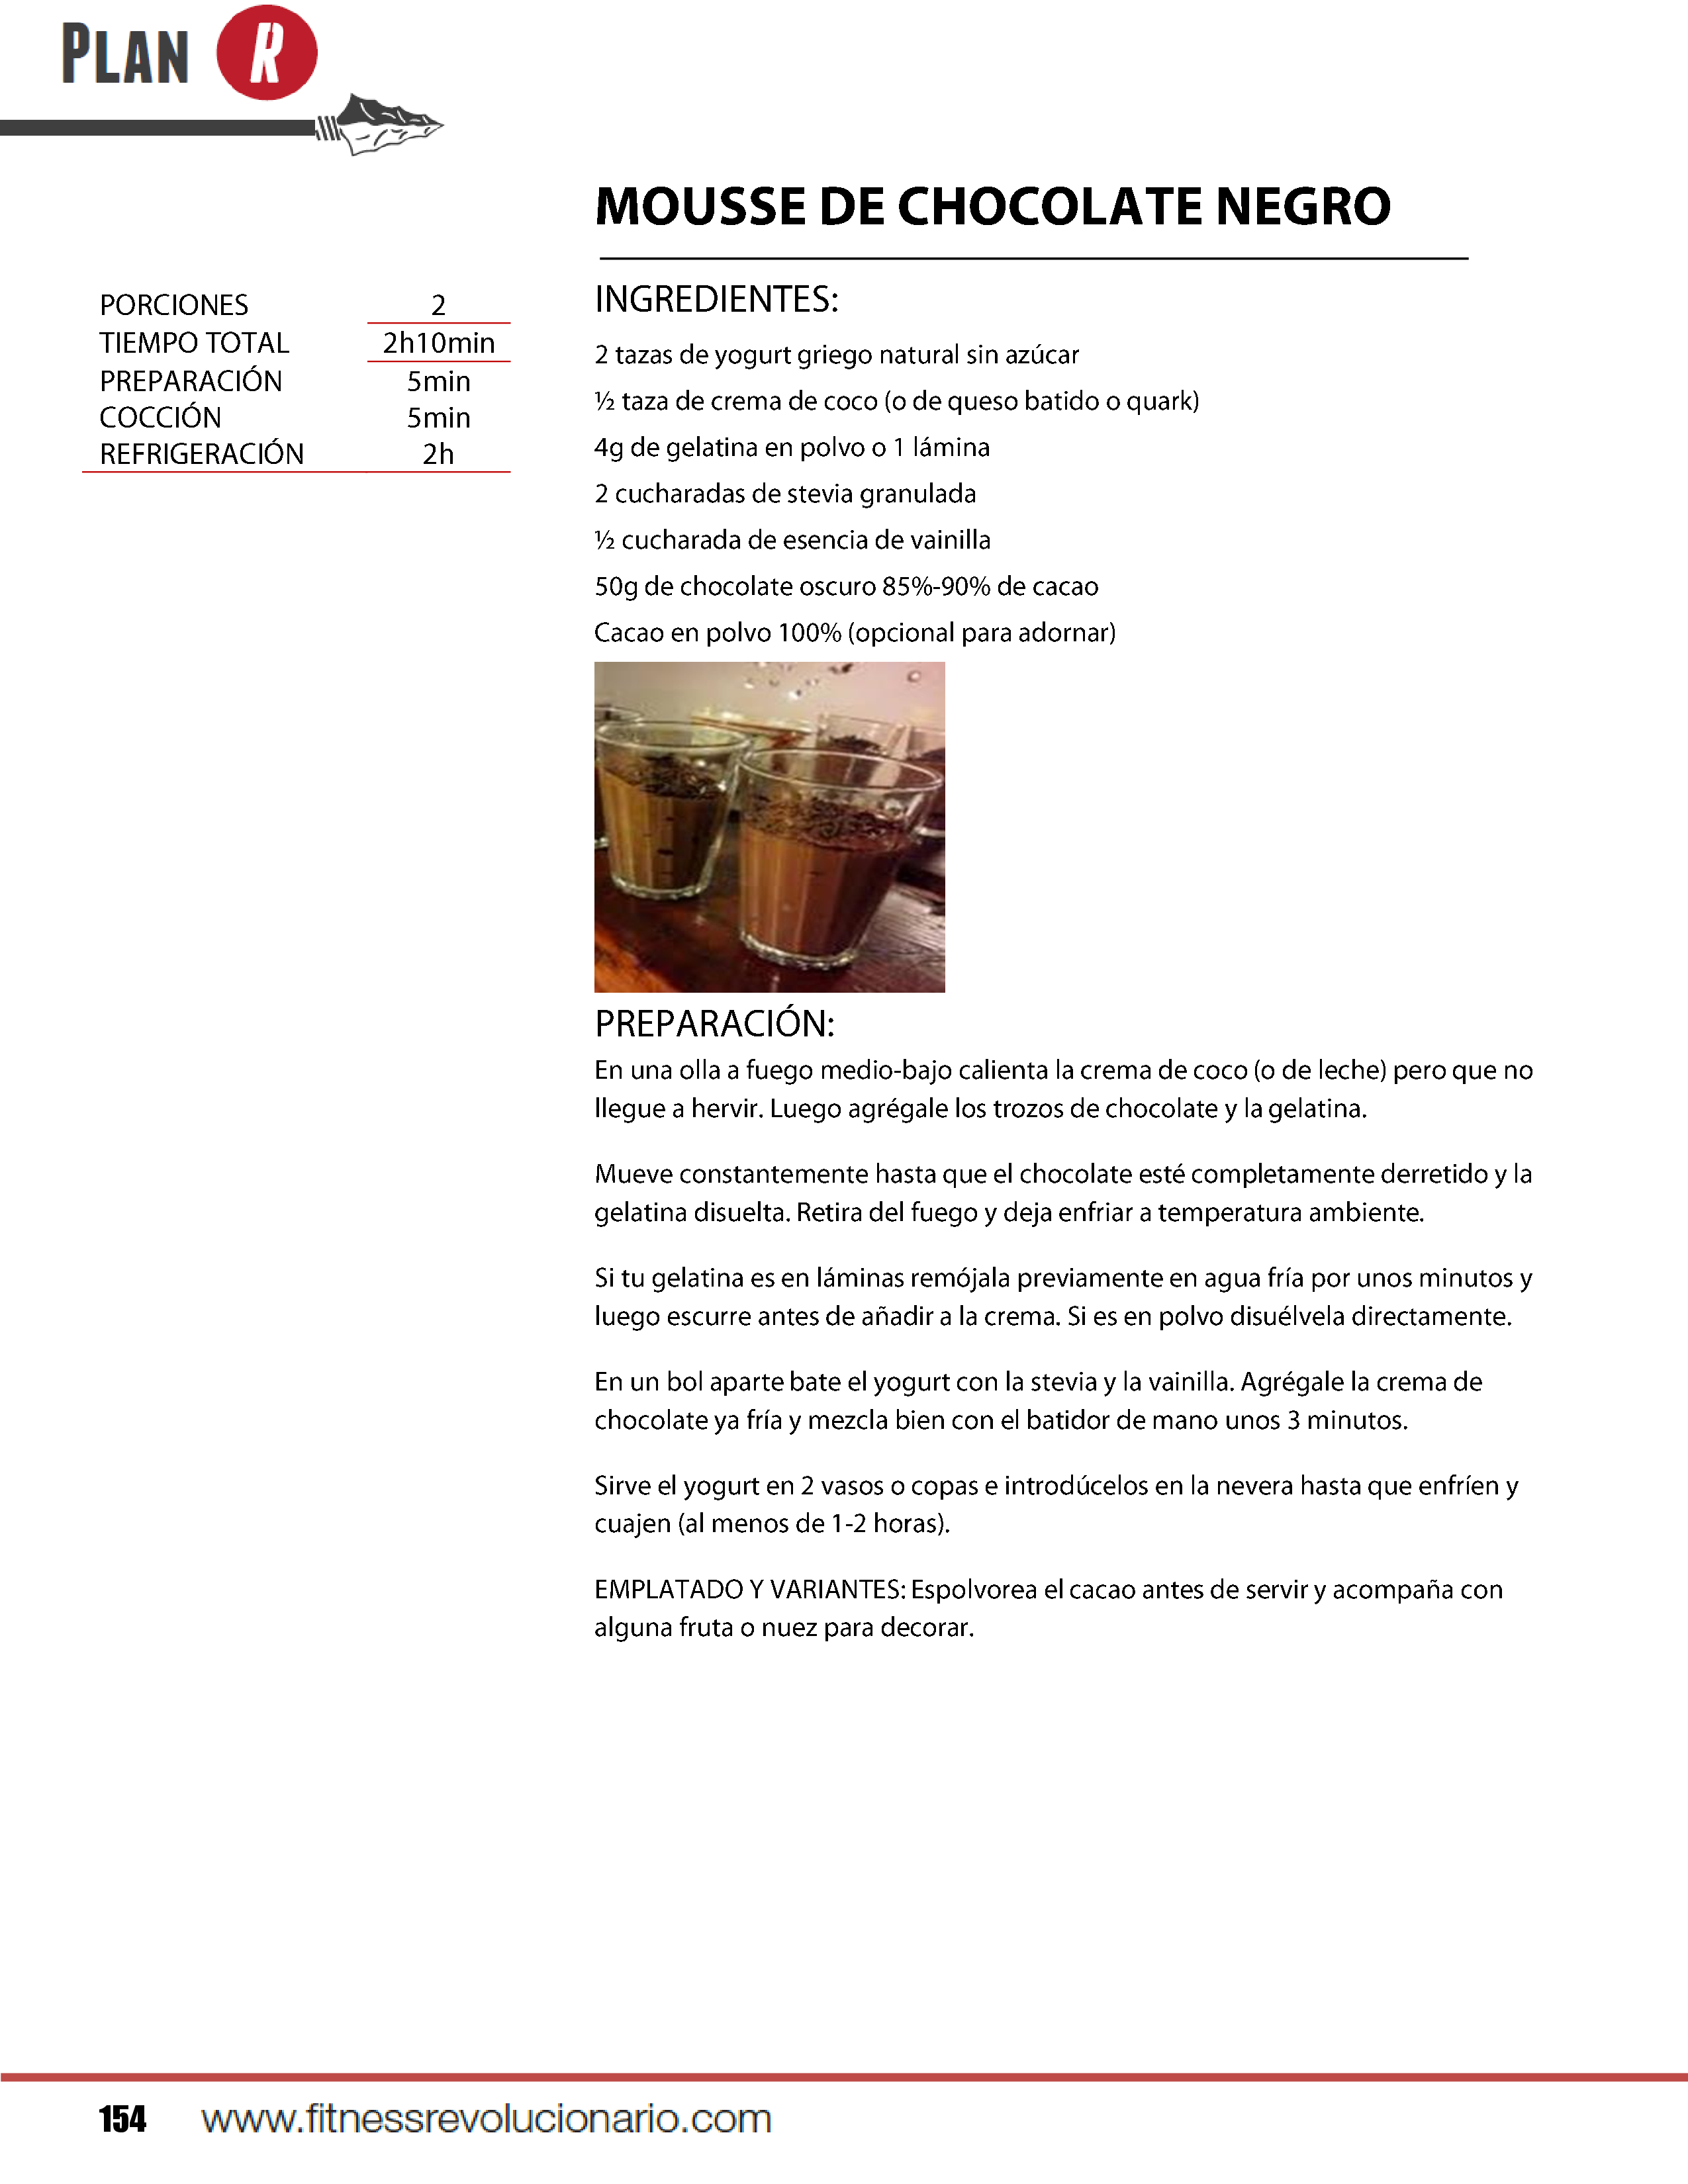 PLAN R
MOUSSE DE CHOCOLATE NEGRO
PORCIONES 2
TIEMPO TOTAL 2h10min
PREPARACIÓN 5min
COCCIÓN 5min
REFRIGERACIÓN 2h
INGREDIENTES:
2 tazas de yogurt griego natural sin azúcar
½ taza de crema de coco (o de queso batido o quark)
4g de gelatina en polvo o 1 lámina
2 cucharadas de stevia granulada
½ cucharada de esencia de vainilla
50g de chocolate oscuro 85%-90% de cacao
Cacao en polvo 100% (opcional para adornar)
PREPARACIÓN:
En una olla a fuego medio-bajo calienta la crema de coco (o de leche) pero que no
llegue a hervir. Luego agrégale los trozos de chocolate y la gelatina.
Mueve constantemente hasta que el chocolate esté completamente derretido y la
gelatina disuelta. Retira del fuego y deja enfriar a temperatura ambiente.
Si tu gelatina es en láminas remójala previamente en agua fría por unos minutos y
luego escurre antes de añadir a la crema. Si es en polvo disuélvela directamente.
En un bol aparte bate el yogurt con la stevia y la vainilla. Agrégale la crema de
chocolate ya fría y mezcla bien con el batidor de mano unos 3 minutos.
Sirve el yogurt en 2 vasos o copas e introdúcelos en la nevera hasta que enfríen y
cuajen (al menos de 1-2 horas).
EMPLATADO Y VARIANTES: Espolvorea el cacao antes de servir y acompaña con
alguna fruta o nuez para decorar.
154 www.fitnessrevolucionario.com